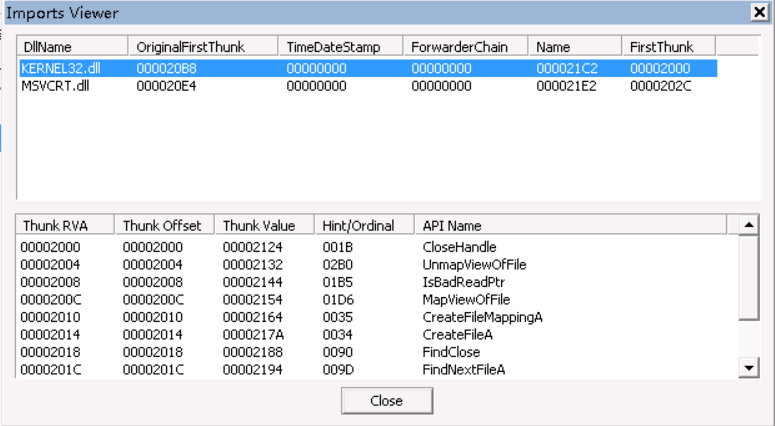 Imports Viewer
DllName OriginalFirstThunk TimeDateStamp ForwarderChain Name FirstThunk
KERNEL32.dll 000020B8 00000000 00000000 000021C2 00002000
MSVCRT.dll 000020E4 00000000 00000000 000021E2 0000202C
Thunk RVA Thunk Offset Thunk Value Hint/Ordinal API Name
00002000 00002000 00002124 001B CloseHandle
00002004 00002004 00002132 02B0 UnmapViewOfFile
00002008 00002008 00002144 01B5 IsBadReadPtr
0000200C 0000200C 00002154 01D6 MapViewOfFile
00002010 00002010 00002164 0035 CreateFileMappingA
00002014 00002014 0000217A 0034 CreateFileA
00002018 00002018 00002188 0090 FindClose
0000201C 0000201C 00002194 009D FindNextFileA
Close